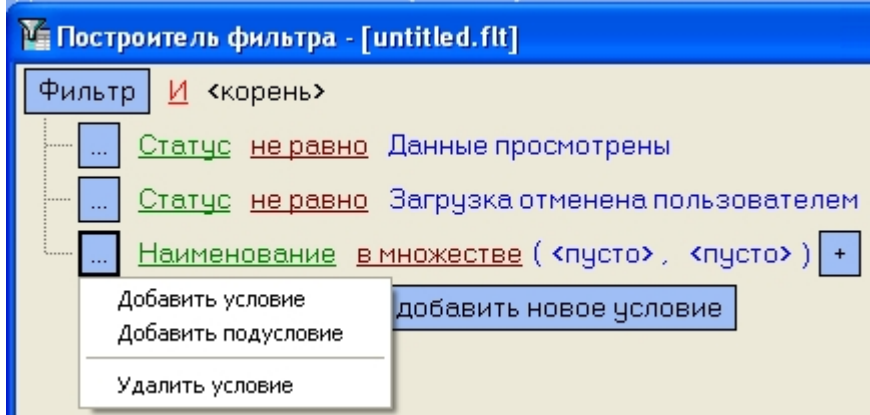 Построитель фильтра - [untitled.flt]
Фильтр И <корень>
... Статус не равно Данные просмотрены
... Статус не равно Загрузка отменена пользователем
... Наименование в множестве ( <пусто> , <пусто> ) +
Добавить условие
добавить новое условие
Добавить подусловие
Удалить условие